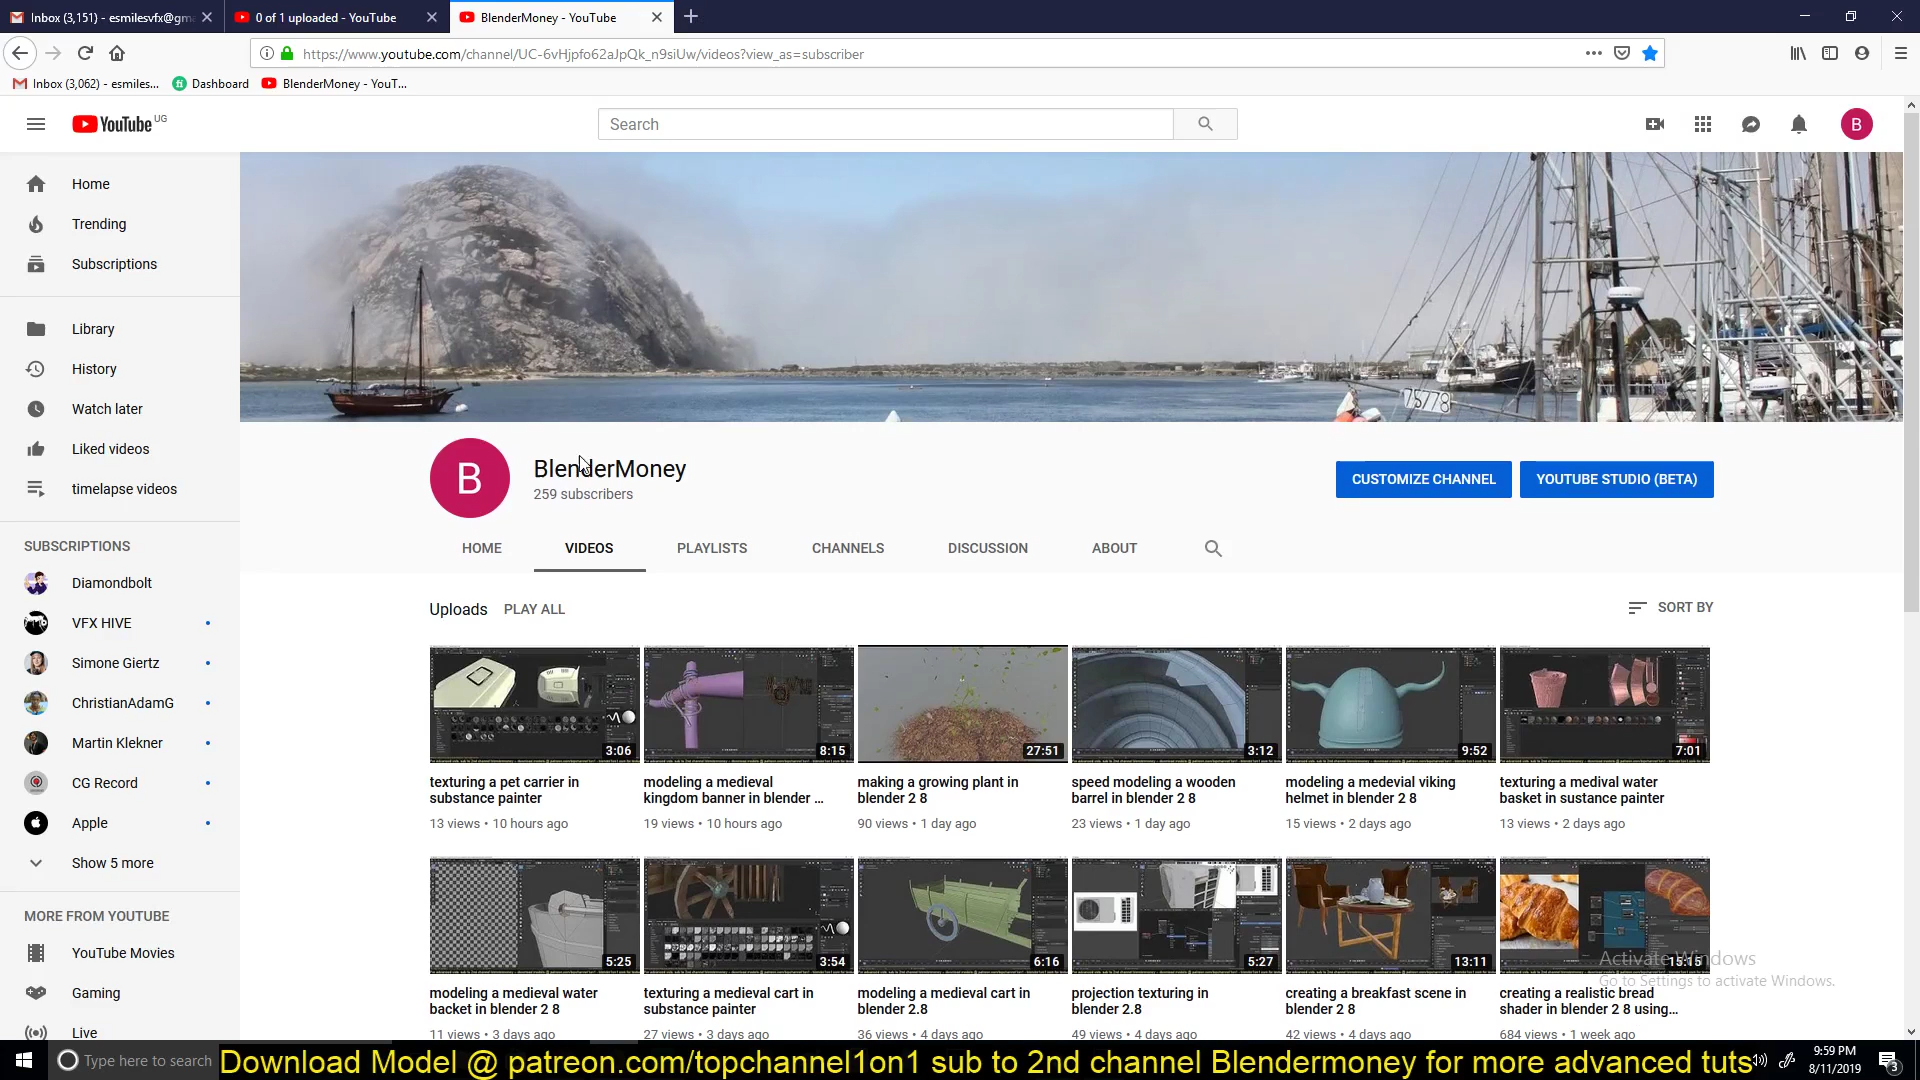 Inbox (3,151) - esmilesvfx@gm
0 of 1 uploaded - YouTube
BlenderMoney - YouTube
https://www.youtube.com/channel/UC-6vHjpfo62aJpQk_n9siUw/videos?view_as=subscriber
Inbox (3,062) - esmiles...
Dashboard
BlenderMoney - YouT...
YouTube UG
Search
B
Home
Trending
Subscriptions
Library
History
Watch later
Liked videos
timelapse videos
SUBSCRIPTIONS
Diamondbolt
VFX HIVE
Simone Giertz
ChristianAdamG
Martin Klekner
CG Record
Apple
Show 5 more
MORE FROM YOUTUBE
YouTube Movies
Gaming
Live
75778
B
BlenderMoney
259 subscribers
CUSTOMIZE CHANNEL
YOUTUBE STUDIO (BETA)
HOME VIDEOS PLAYLISTS CHANNELS DISCUSSION ABOUT
Uploads PLAY ALL
SORT BY
3:06
8:15
27:51
3:12
9:52
7:01
texturing a pet carrier in
substance painter
13 views • 10 hours ago
modeling a medieval
kingdom banner in blender ...
19 views • 10 hours ago
making a growing plant in
blender 2 8
90 views • 1 day ago
speed modeling a wooden
barrel in blender 2 8
23 views • 1 day ago
modeling a medevial viking
helmet in blender 2 8
15 views • 2 days ago
texturing a medival water
basket in sustance painter
13 views • 2 days ago
5:25
3:54
6:16
5:27
13:11
15:15
modeling a medieval water
backet in blender 2 8
11 views • 3 days ago
texturing a medieval cart in
substance painter
27 views • 3 days ago
modeling a medieval cart in
blender 2.8
36 views • 4 days ago
projection texturing in
blender 2.8
49 views • 4 days ago
creating a breakfast scene in
blender 2 8
42 views • 4 days ago
creating a realistic bread
shader in blender 2 8 using...
684 views • 1 week ago
Activate Windows
Go to Settings to activate Windows.
Type here to search
Download Model @ patreon.com/topchannel1on1 sub to 2nd channel Blendermoney for more advanced tuts
9:59 PM
8/11/2019
3